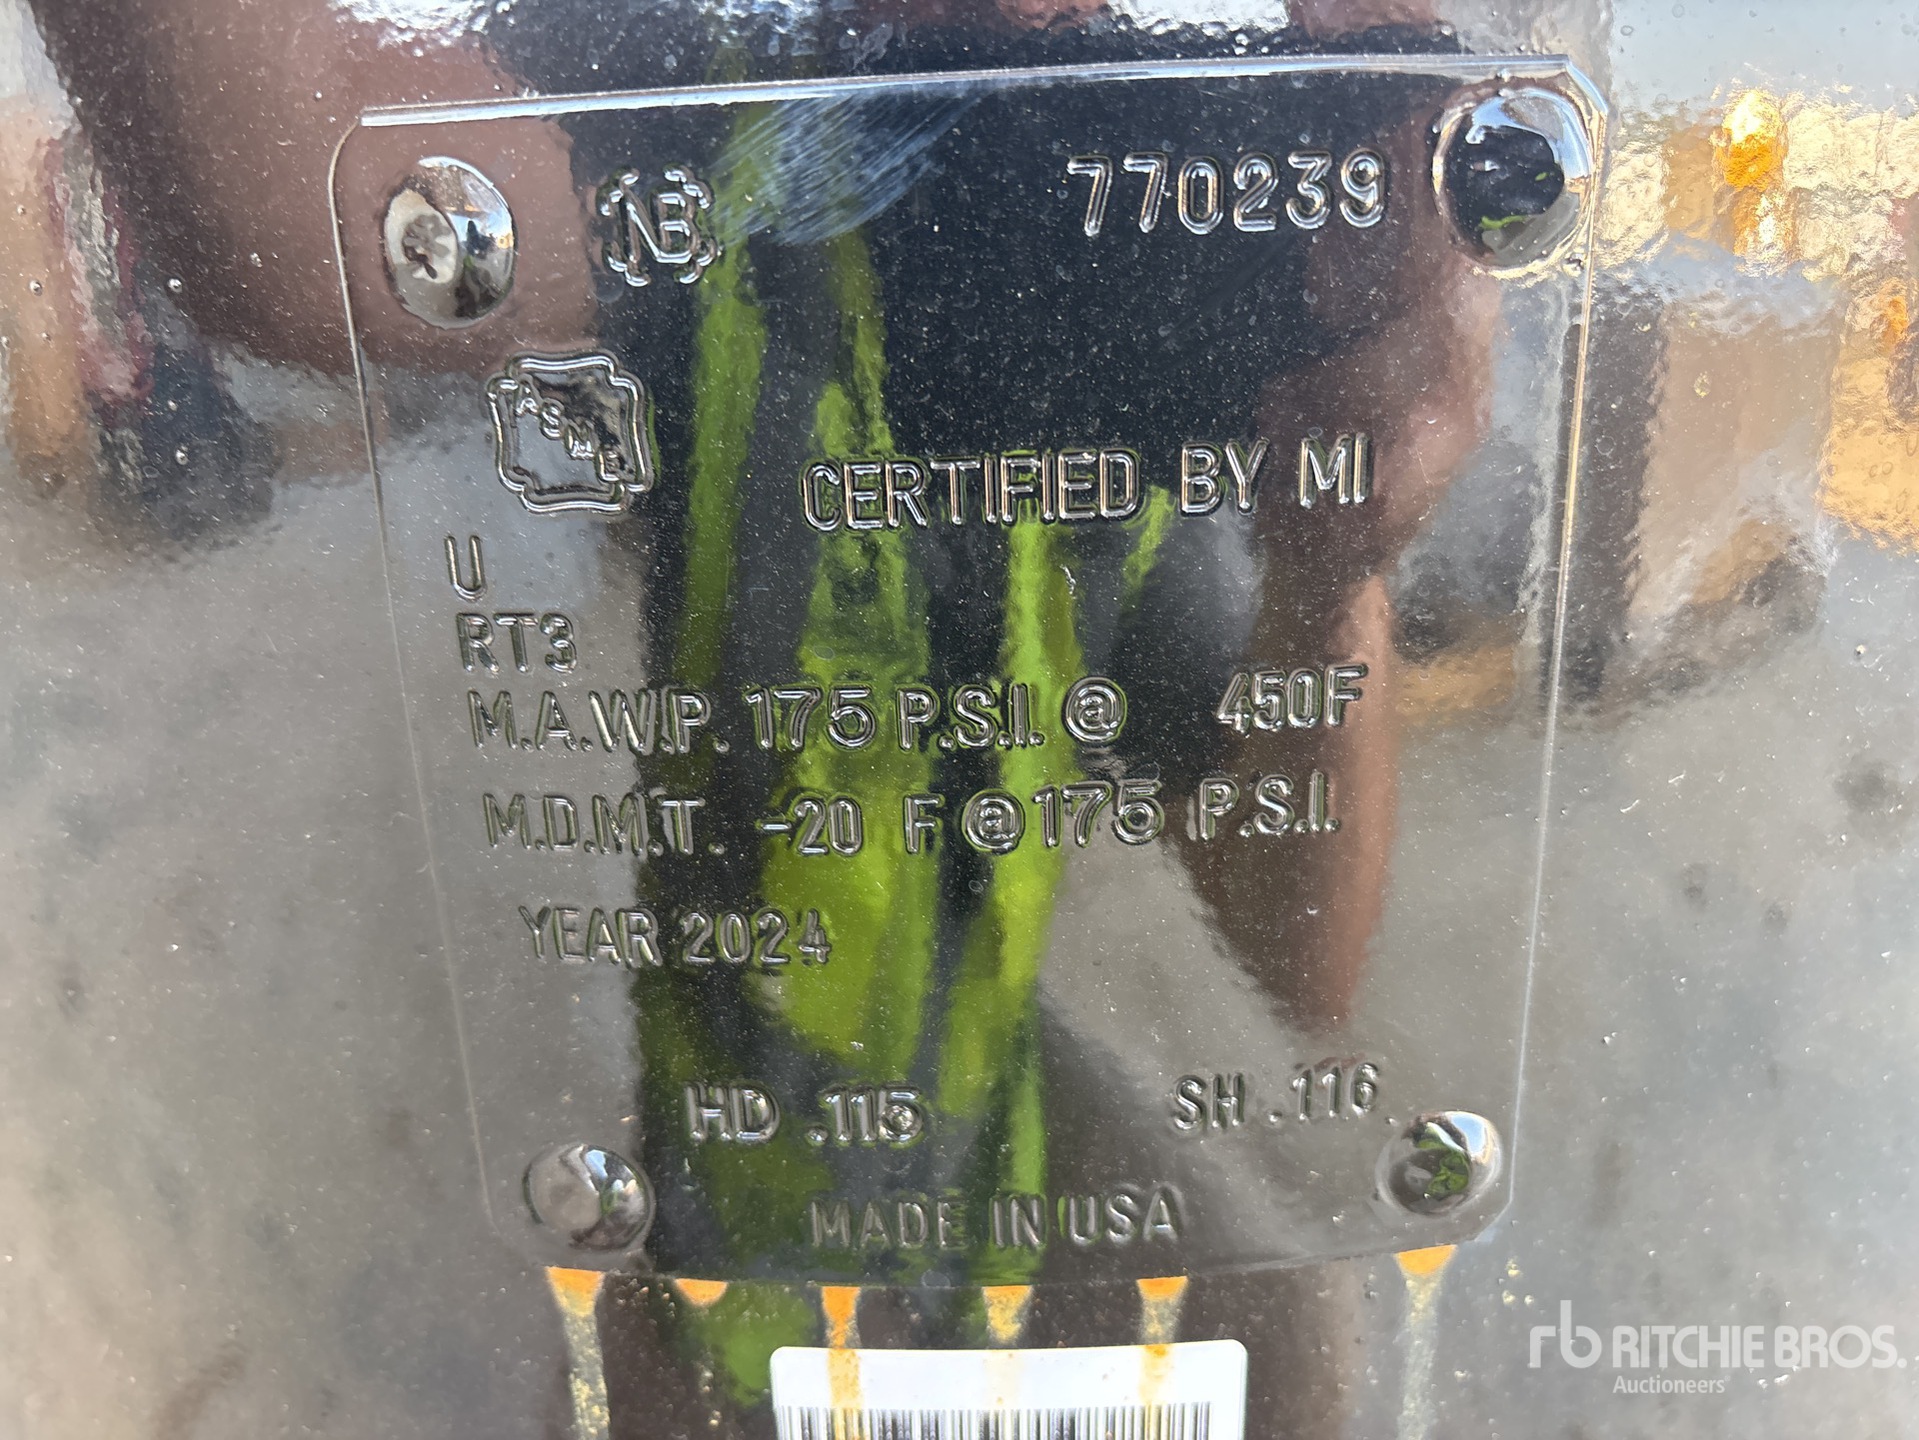 NB 770239
ASME
CERTIFIED BY MI
U
RT3
M.A.W.P. 175 P.S.I. @ 450F
M.D.M.T. -20 F @ 175 P.S.I.
YEAR 2024
HD .115 SH .116
MADE IN USA
rb RITCHIE BROS.
Auctioneers